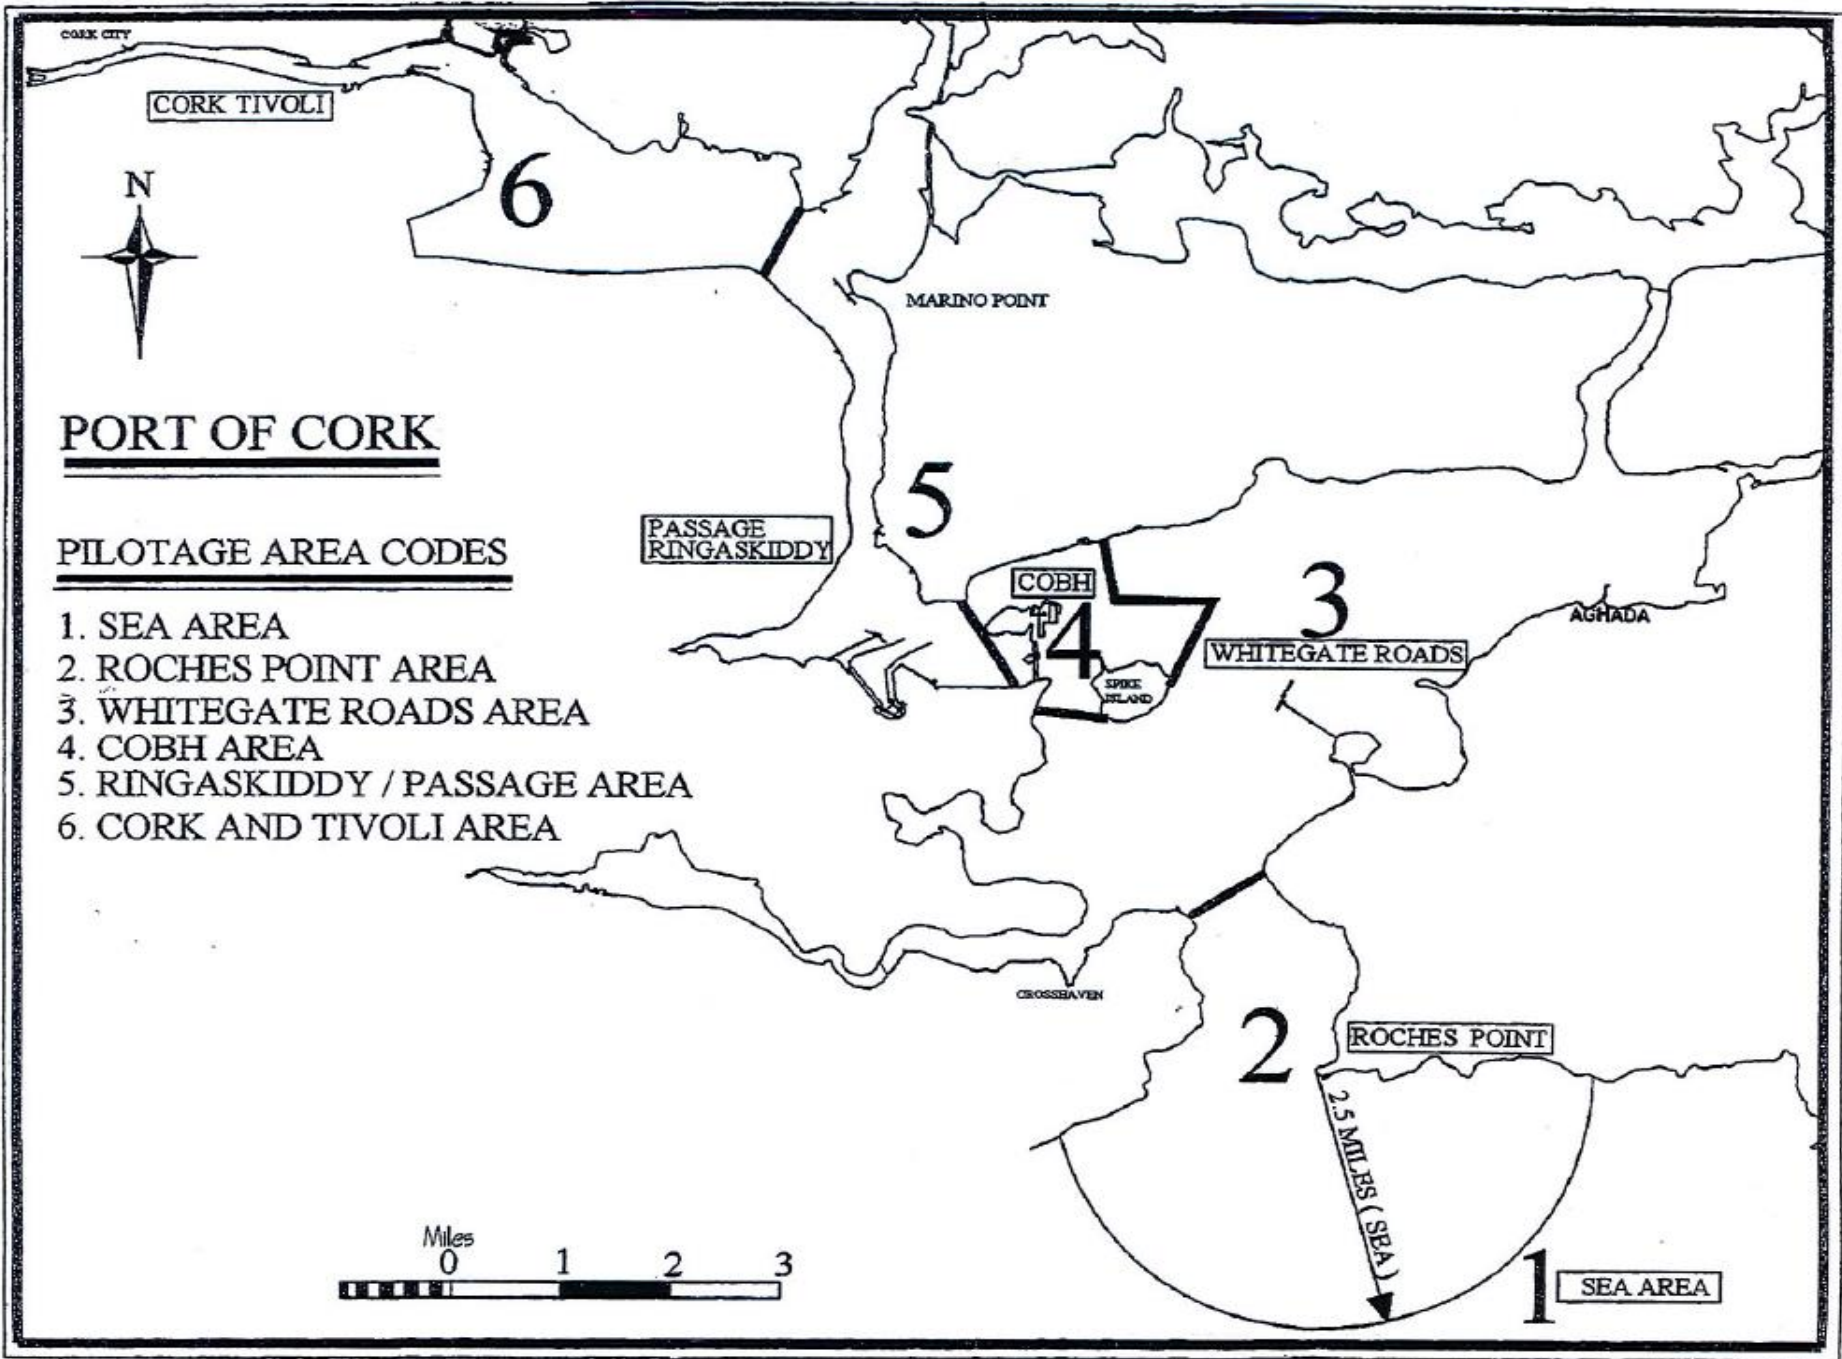 CORK CITY
CORK TIVOLI
6
N
MARINO POINT
PORT OF CORK
5
PASSAGE
RINGASKIDDY
PILOTAGE AREA CODES
1. SEA AREA
2. ROCHES POINT AREA
3. WHITEGATE ROADS AREA
4. COBH AREA
5. RINGASKIDDY / PASSAGE AREA
6. CORK AND TIVOLI AREA
COBH
4
3
AGHADA
WHITEGATE ROADS
SPIKE
ISLAND
CROSSHAVEN
2
ROCHES POINT
2.5 MILES ( SEA )
Miles
0 1 2 3
1
SEA AREA